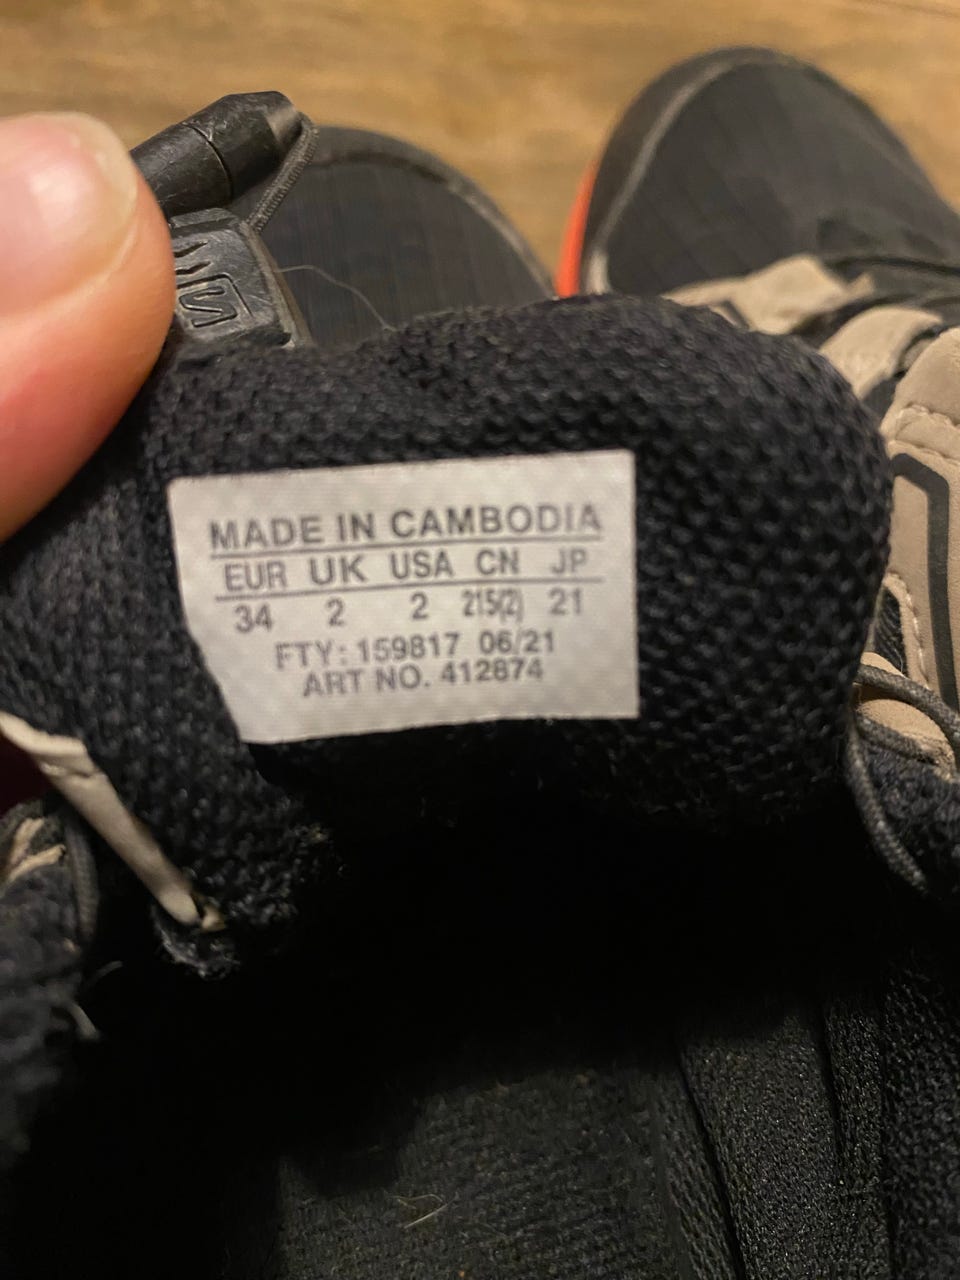 MADE IN CAMBODIA
EUR UK USA CN JP
34 2 2 215(2) 21
FTY: 159817 06/21
ART NO. 412874